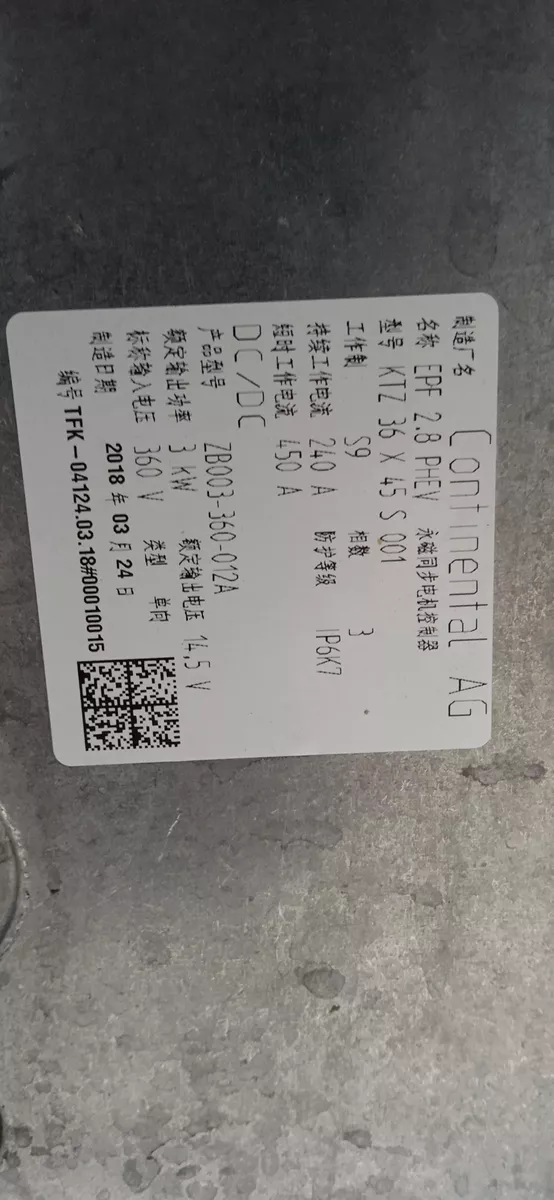 制造厂名 Continental AG
名称 EPF 2.8 PHEV 永磁同步电机控制器
型号 KTZ 36 X 45 S 001
工作制 S9 相数 3
持续工作电流 240 A 防护等级 IP6K7
短时工作电流 450 A
DC/DC
产品型号 ZB003-360-012A
额定输出功率 3 kW 额定输出电压 14,5 V
标称输入电压 360 V 类型 单向
制造日期 2018 年 03 月 24 日
编号 TFK-04124.03.18#00010015